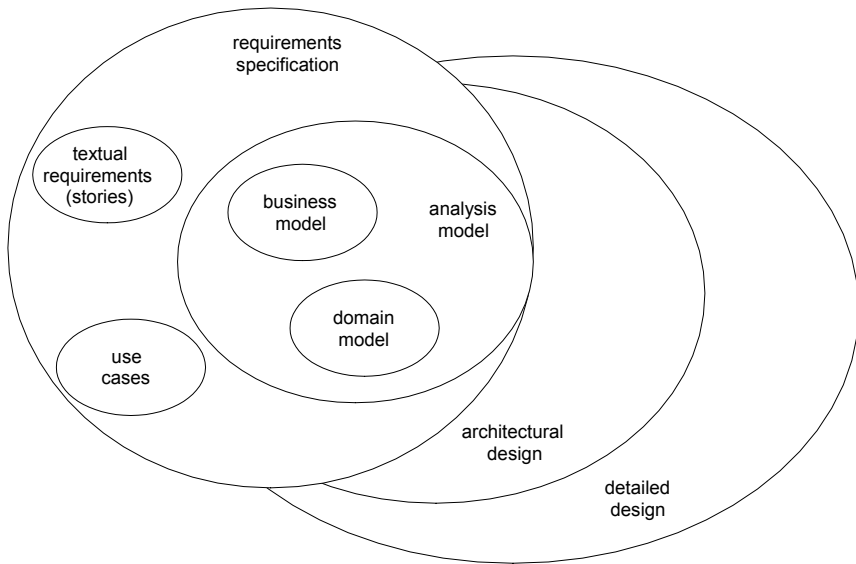 requirements
specification
textual
requirements
(stories)
business
model
analysis
model
domain
model
use
cases
architectural
design
detailed
design